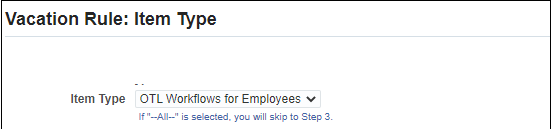 Vacation Rule: Item Type
Item Type OTL Workflows for Employees
If "--All--" is selected, you will skip to Step 3.